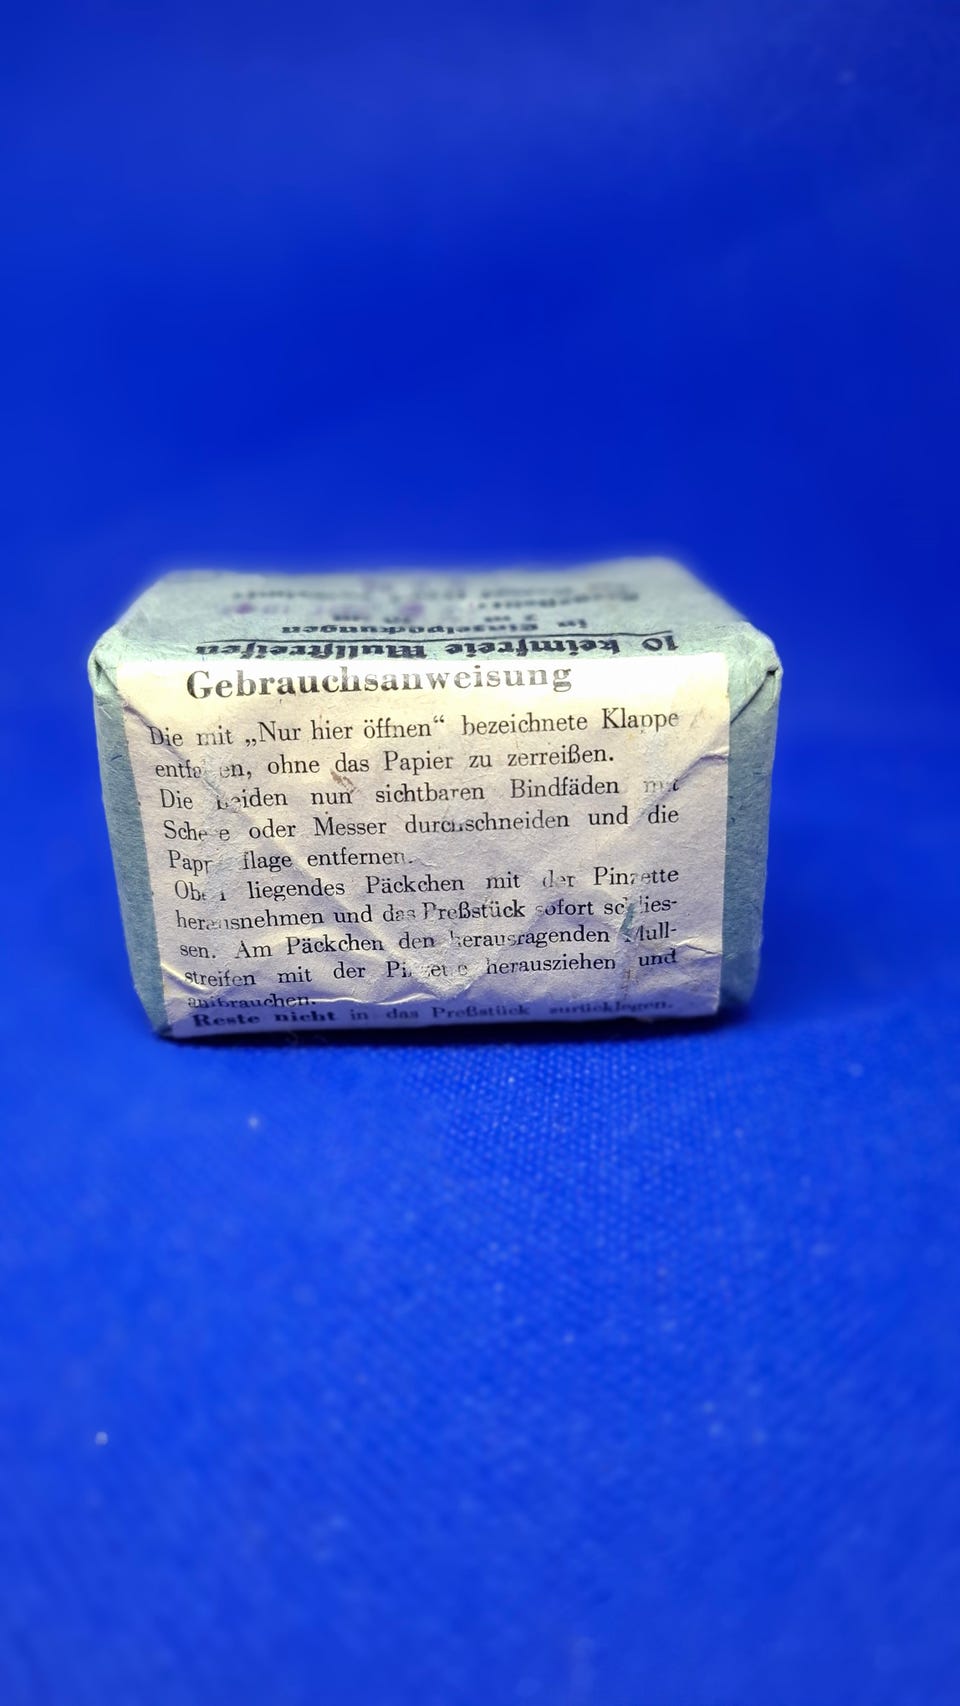 10 keimfreie Mullstreifen
in Einzelpackungen
Gebrauchsanweisung
Die mit „Nur hier öffnen“ bezeichnete Klappe
entfalten, ohne das Papier zu zerreißen.
Die beiden nun sichtbaren Bindfäden mit
Schere oder Messer durchschneiden und die
entfernen.
Oben liegendes Päckchen mit der Pinzette
herausnehmen und das Preßstück sofort schlies-
sen. Am Päckchen den herausragenden Mull-
streifen mit der Pinzette herausziehen und
aufbrauchen.
Reste nicht in das Preßstück zurücklegen.